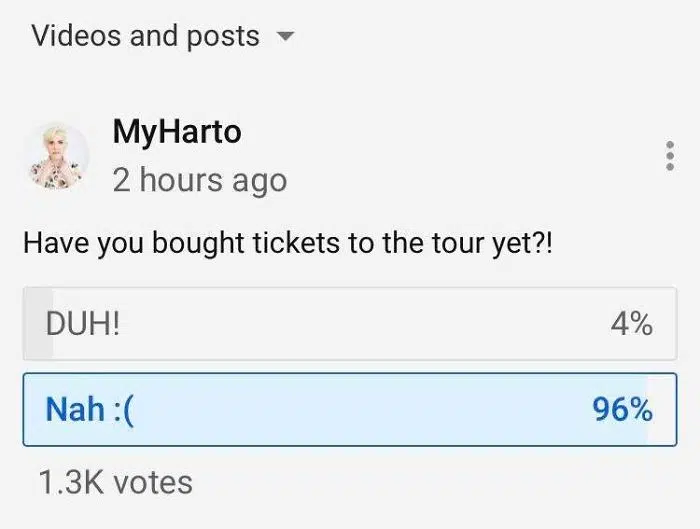 Videos and posts
MyHarto
2 hours ago
Have you bought tickets to the tour yet?!
DUH! 4%
Nah :( 96%
1.3K votes